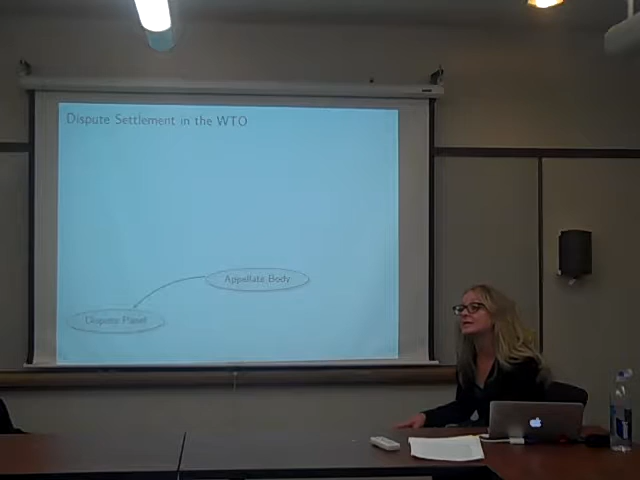 Dispute Settlement in the WTO
Appellate Body
Dispute Panel